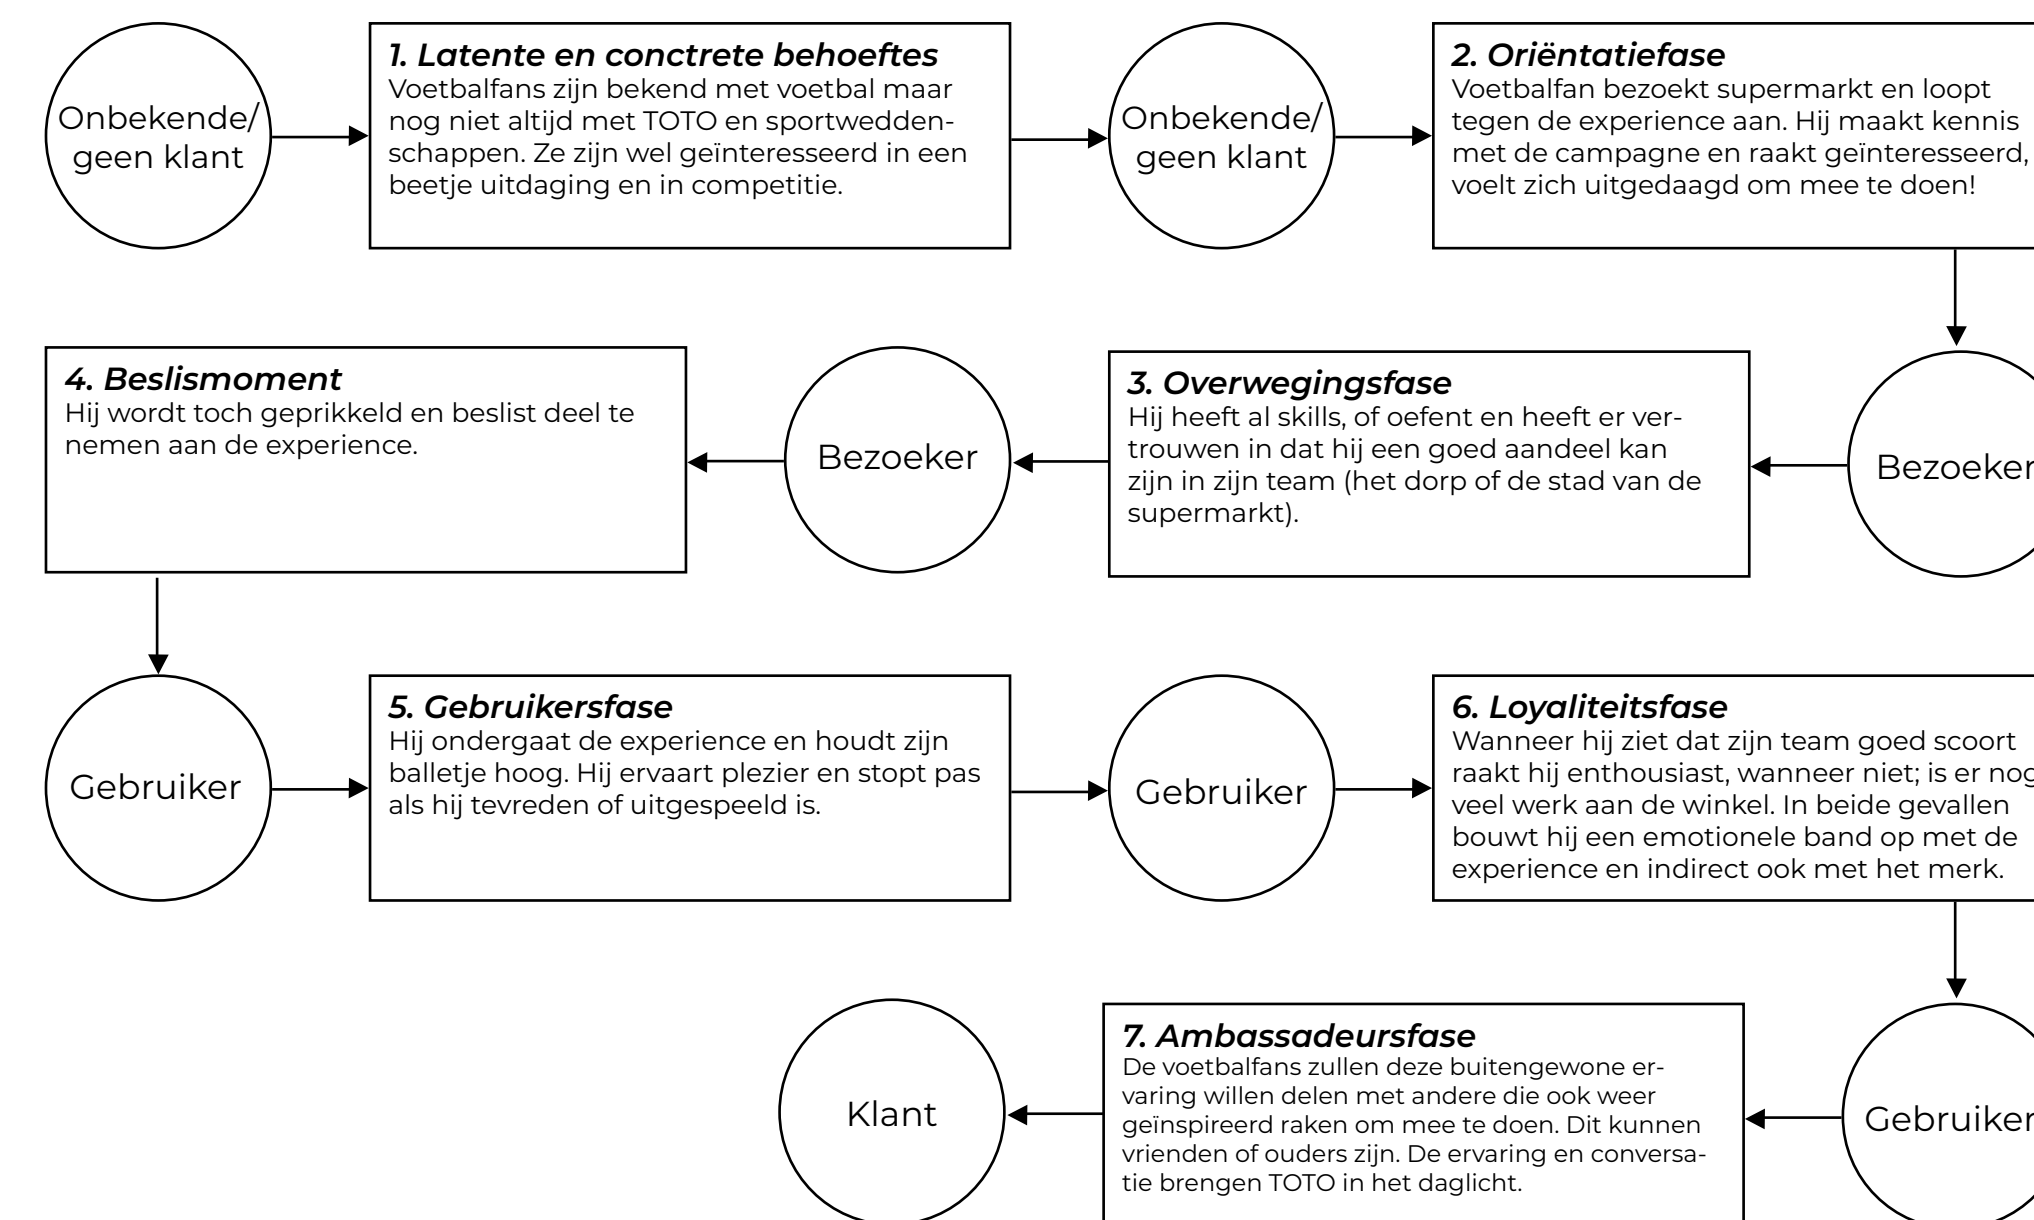 Onbekende/
geen klant
1. Latente en conctrete behoeftes
Voetbalfans zijn bekend met voetbal maar
nog niet altijd met TOTO en sportwedden-
schappen. Ze zijn wel geïnteresseerd in een
beetje uitdaging en in competitie.
Onbekende/
geen klant
2. Oriëntatiefase
Voetbalfan bezoekt supermarkt en loopt
tegen de experience aan. Hij maakt kennis
met de campagne en raakt geïnteresseerd,
voelt zich uitgedaagd om mee te doen!
Bezoeker
3. Overwegingsfase
Hij heeft al skills, of oefent en heeft er ver-
trouwen in dat hij een goed aandeel kan
zijn in zijn team (het dorp of de stad van de
supermarkt).
Bezoeker
4. Beslismoment
Hij wordt toch geprikkeld en beslist deel te
nemen aan de experience.
Gebruiker
5. Gebruikersfase
Hij ondergaat de experience en houdt zijn
balletje hoog. Hij ervaart plezier en stopt pas
als hij tevreden of uitgespeeld is.
Gebruiker
6. Loyaliteitsfase
Wanneer hij ziet dat zijn team goed scoort
raakt hij enthousiast, wanneer niet; is er nog
veel werk aan de winkel. In beide gevallen
bouwt hij een emotionele band op met de
experience en indirect ook met het merk.
Gebruiker
7. Ambassadeursfase
De voetbalfans zullen deze buitengewone er-
varing willen delen met andere die ook weer
geïnspireerd raken om mee te doen. Dit kunnen
vrienden of ouders zijn. De ervaring en conversa-
tie brengen TOTO in het daglicht.
Klant